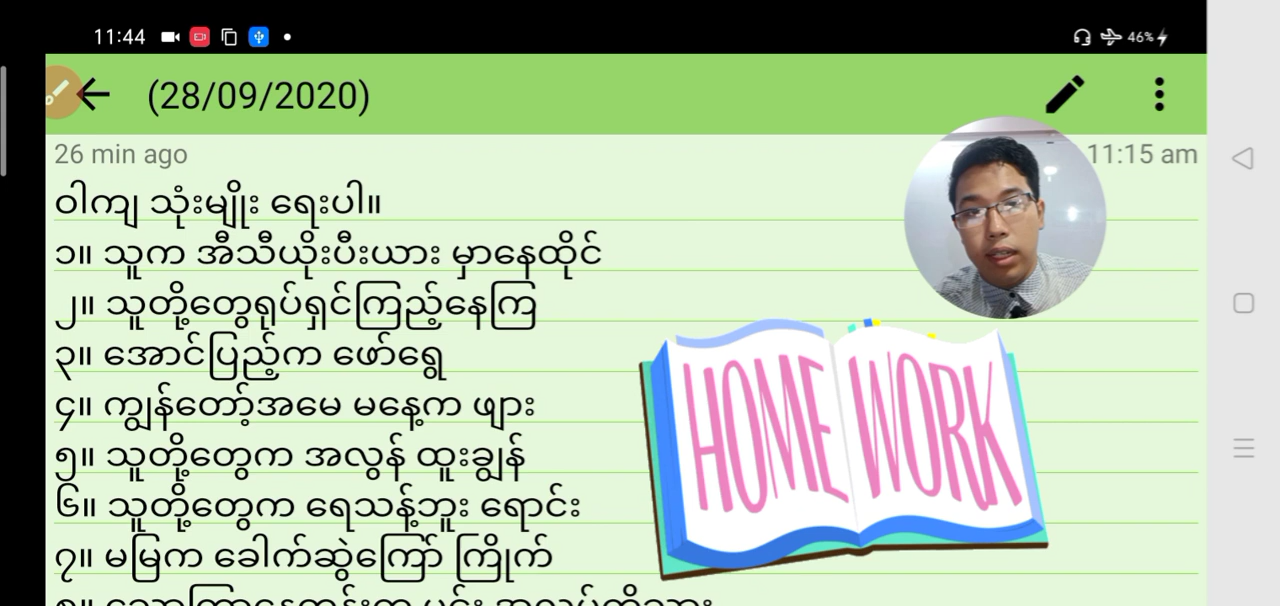 11:44
46%
(28/09/2020)
26 min ago
11:15 am
ဝါကျ သုံးမျိုး ရေးပါ။
၁။ သူက အီသီယိုးပီးယား မှာနေထိုင်
၂။ သူတို့တွေရုပ်ရှင်ကြည့်နေကြ
၃။ အောင်ပြည့်က ဖော်ရွေ
၄။ ကျွန်တော့်အမေ မနေ့က ဖျား
၅။ သူတို့တွေက အလွန် ထူးချွန်
၆။ သူတို့တွေက ရေသန့်ဘူး ရောင်း
၇။ မမြက ခေါက်ဆွဲကြော် ကြိုက်
HOME WORK